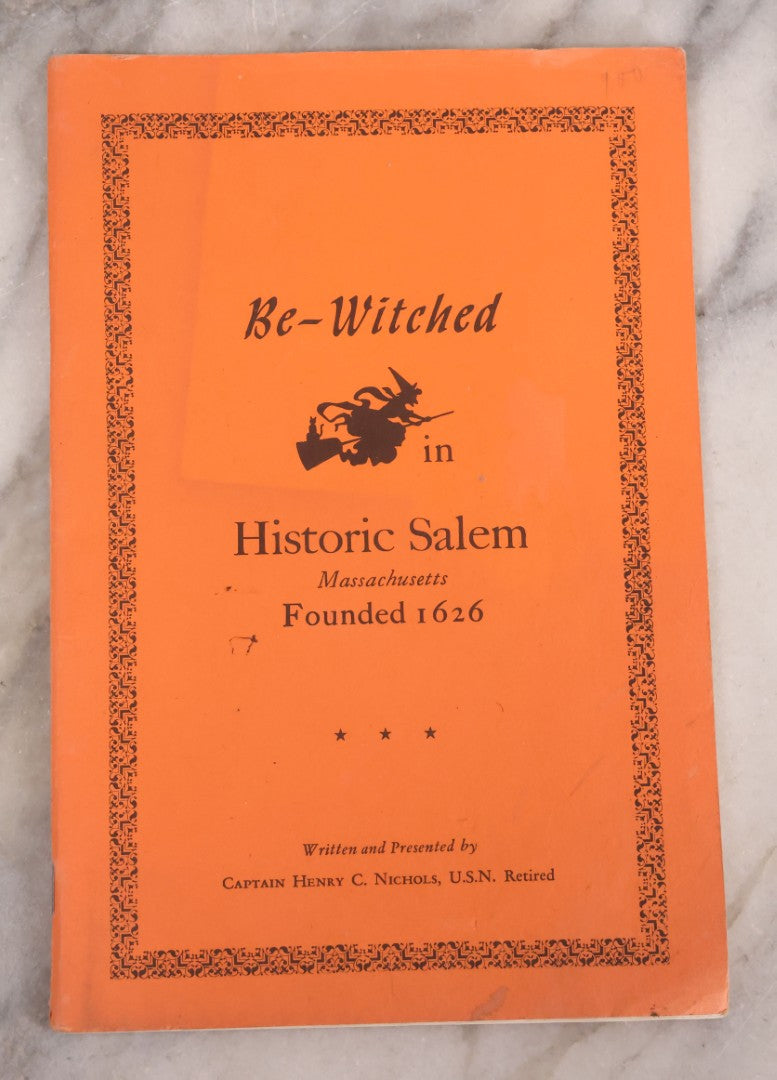 Be-Witched
in
Historic Salem
Massachusetts
Founded 1626
Written and Presented by
Captain Henry C. Nichols, U.S.N. Retired